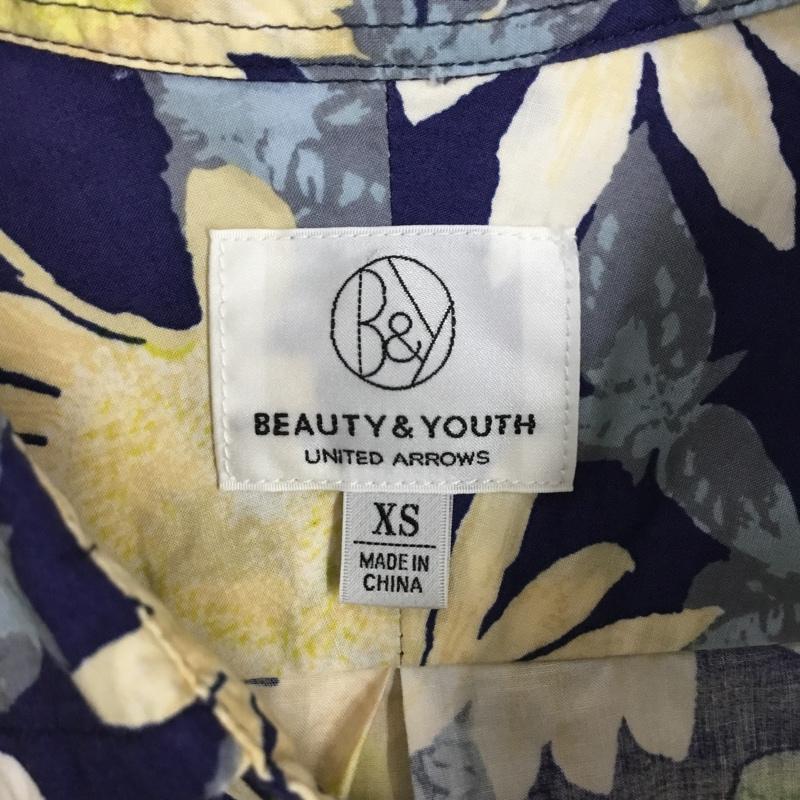 B&Y
BEAUTY & YOUTH
UNITED ARROWS
XS
MADE IN
CHINA